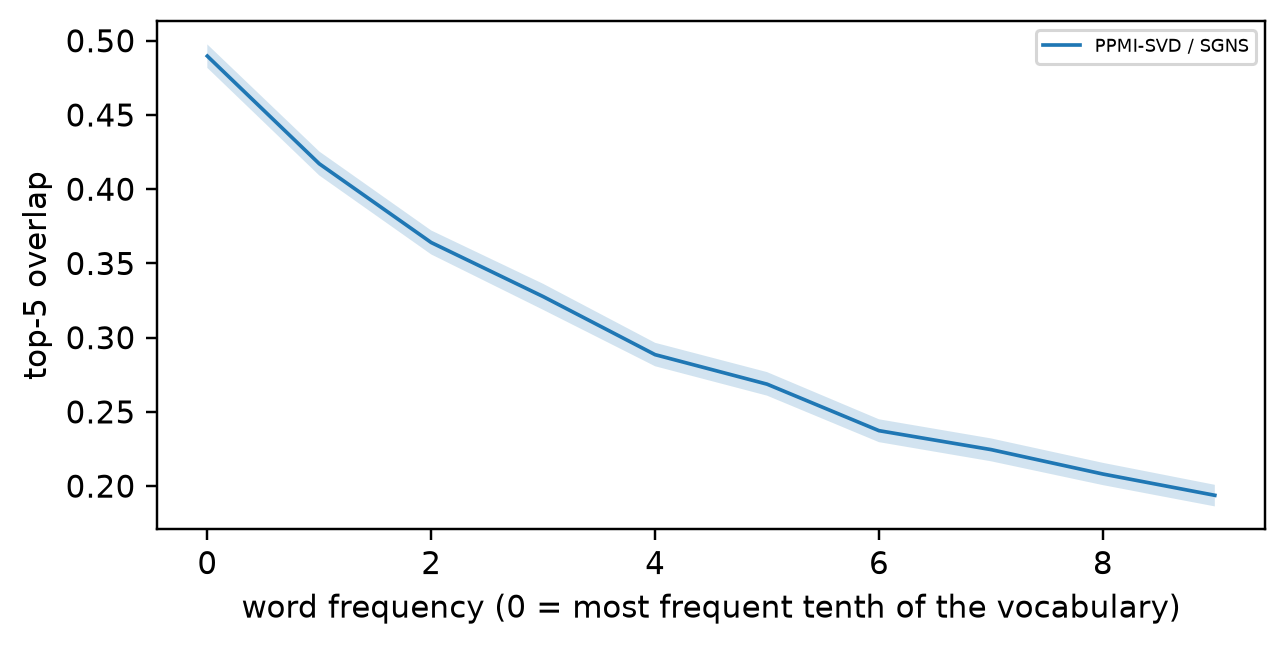 0.50
0.45
0.40
0.35
0.30
0.25
0.20
top-5 overlap
PPMI-SVD / SGNS
0 2 4 6 8
word frequency (0 = most frequent tenth of the vocabulary)